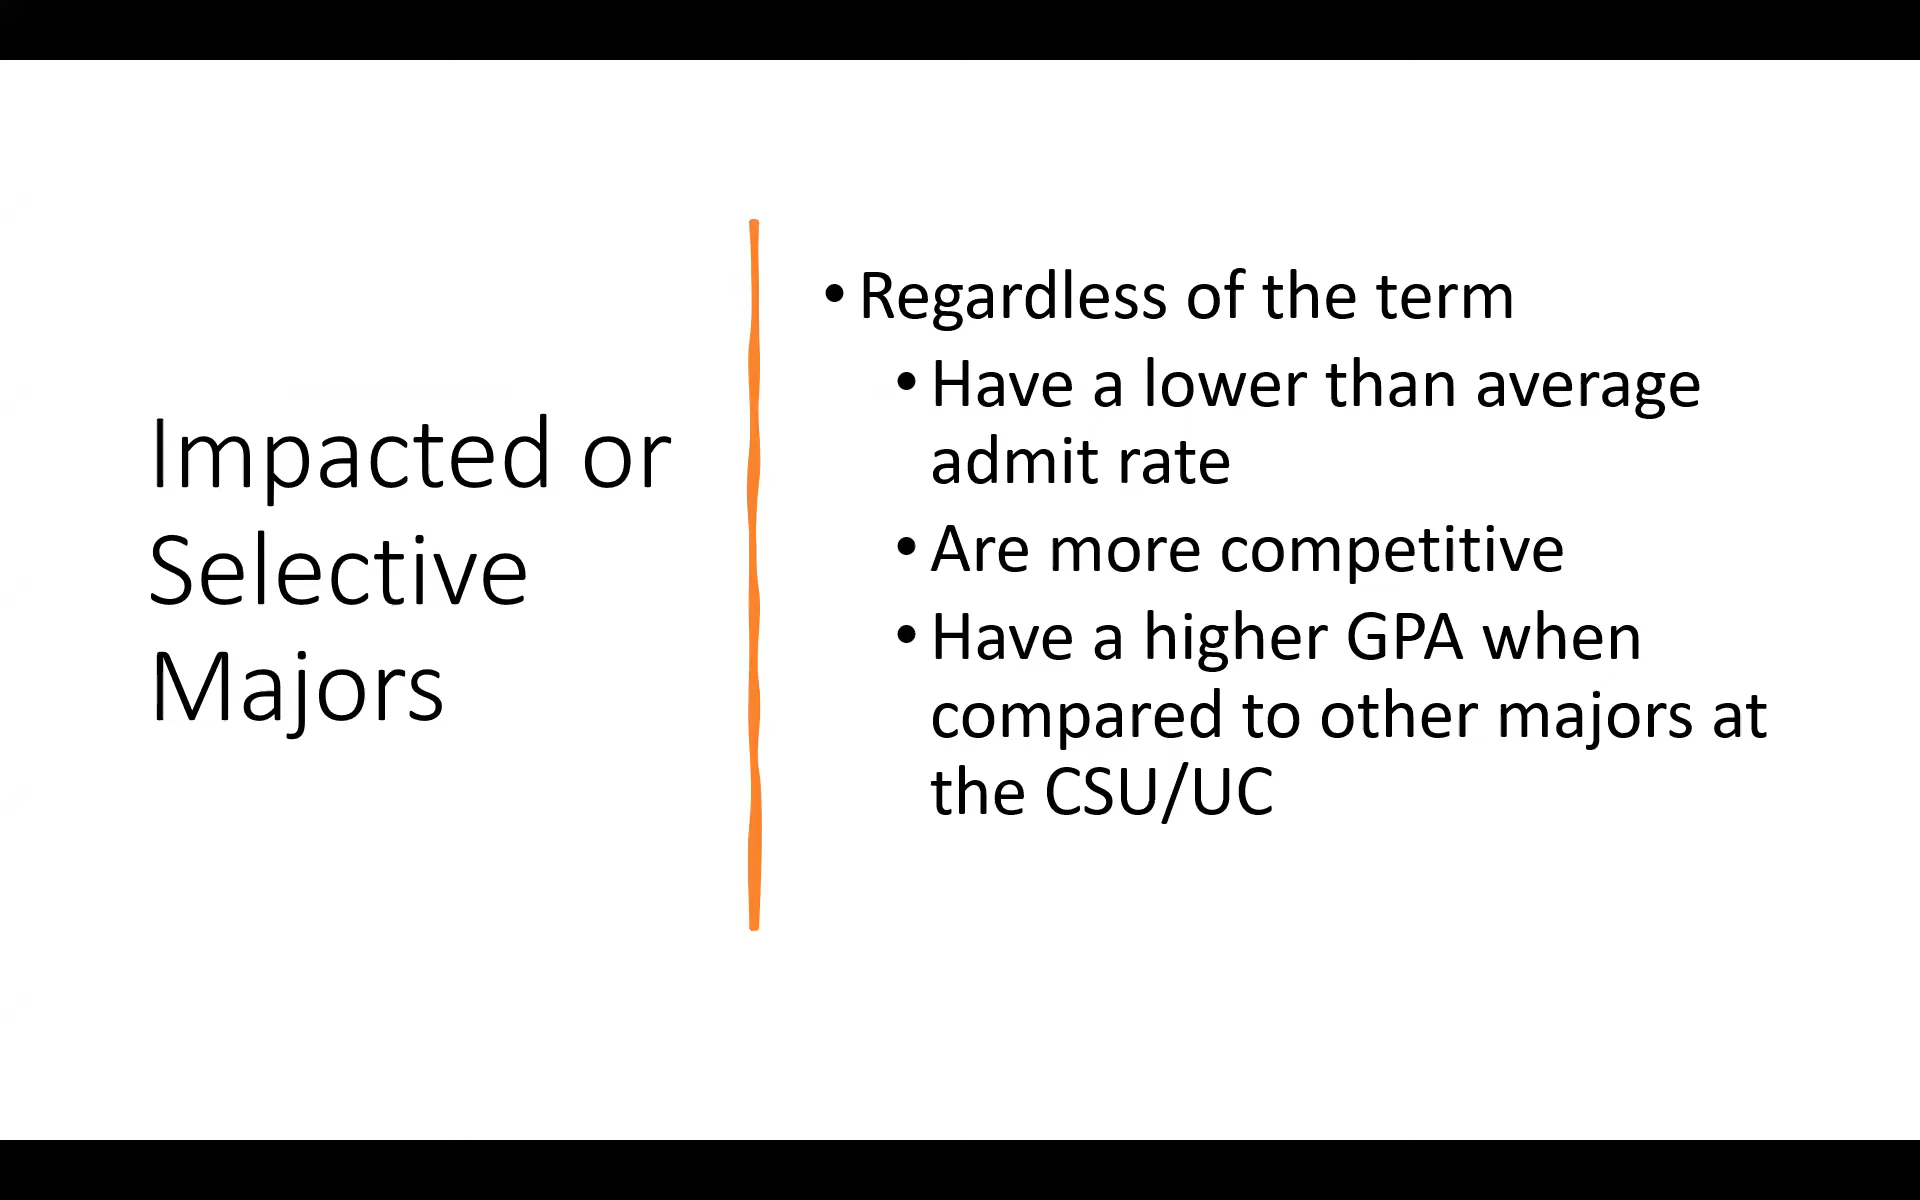 Impacted or
Selective
Majors
• Regardless of the term
• Have a lower than average
admit rate
• Are more competitive
• Have a higher GPA when
compared to other majors at
the CSU/UC